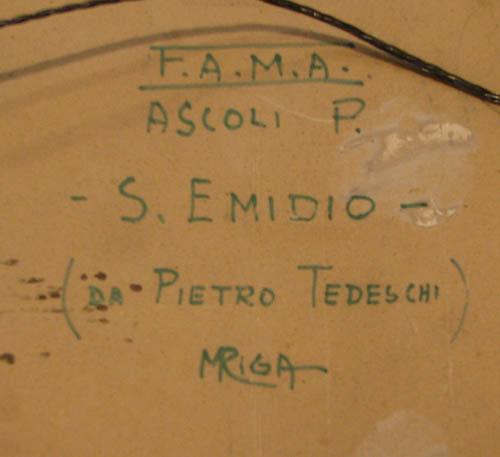 F.A.M.A.
ASCOLI P.
- S. EMIDIO -
(DA PIETRO TEDESCHI)
MRIGA